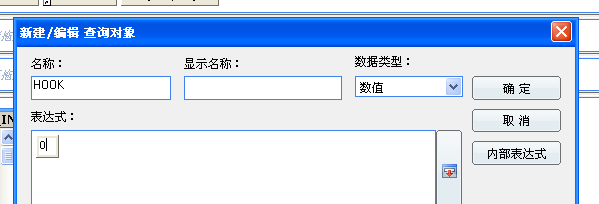 新建/编辑 查询对象
名称：
显示名称：
数据类型：
HOOK
数值
确 定
取 消
表达式：
内部表达式
0